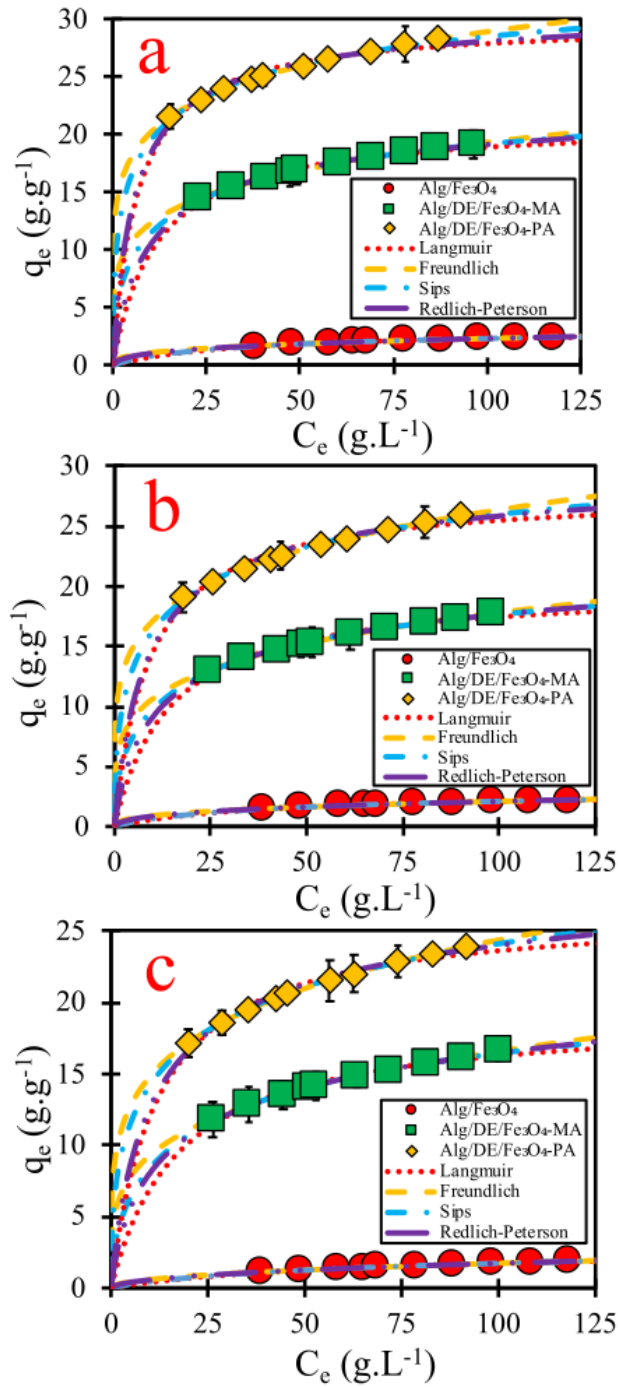 a
30
25
20
15
10
5
0
qₑ (g.g⁻¹)
Alg/Fe₃O₄
Alg/DE/Fe₃O₄-MA
Alg/DE/Fe₃O₄-PA
Langmuir
Freundlich
Sips
Redlich-Peterson
0 25 50 75 100 125
Cₑ (g.L⁻¹)
b
30
25
20
15
10
5
0
qₑ (g.g⁻¹)
Alg/Fe₃O₄
Alg/DE/Fe₃O₄-MA
Alg/DE/Fe₃O₄-PA
Langmuir
Freundlich
Sips
Redlich-Peterson
0 25 50 75 100 125
Cₑ (g.L⁻¹)
c
25
20
15
10
5
0
qₑ (g.g⁻¹)
Alg/Fe₃O₄
Alg/DE/Fe₃O₄-MA
Alg/DE/Fe₃O₄-PA
Langmuir
Freundlich
Sips
Redlich-Peterson
0 25 50 75 100 125
Cₑ (g.L⁻¹)